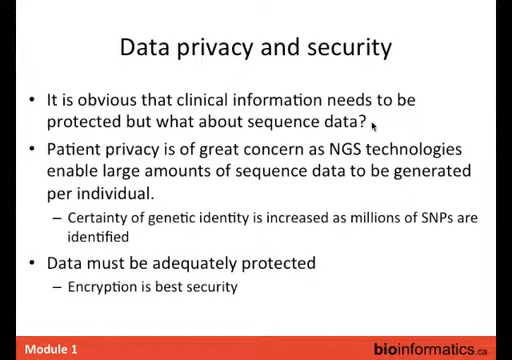 Data privacy and security
• It is obvious that clinical information needs to be
protected but what about sequence data?
• Patient privacy is of great concern as NGS technologies
enable large amounts of sequence data to be generated
per individual.
– Certainty of genetic identity is increased as millions of SNPs are
identified
• Data must be adequately protected
– Encryption is best security
Module 1
bioinformatics.ca